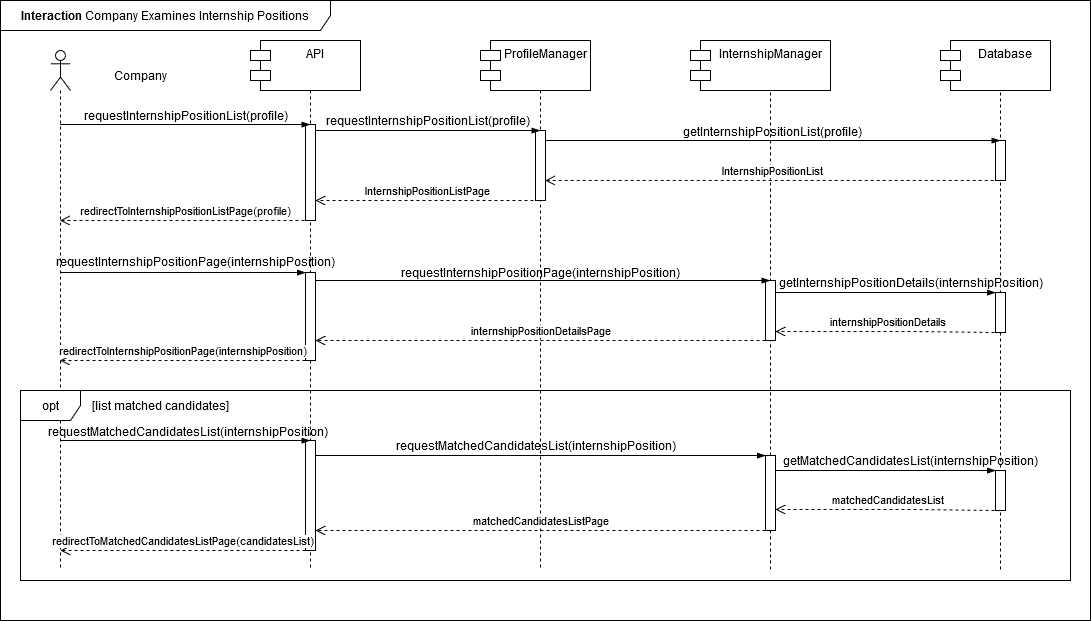 Interaction Company Examines Internship Positions
API
ProfileManager
InternshipManager
Database
Company
requestInternshipPositionList(profile)
requestInternshipPositionList(profile)
getInternshipPositionList(profile)
InternshipPositionList
InternshipPositionListPage
redirectToInternshipPositionListPage(profile)
requestInternshipPositionPage(internshipPosition)
requestInternshipPositionPage(internshipPosition)
getInternshipPositionDetails(internshipPosition)
internshipPositionDetails
internshipPositionDetailsPage
redirectToInternshipPositionPage(internshipPosition)
opt
[list matched candidates]
requestMatchedCandidatesList(internshipPosition)
requestMatchedCandidatesList(internshipPosition)
getMatchedCandidatesList(internshipPosition)
matchedCandidatesList
matchedCandidatesListPage
redirectToMatchedCandidatesListPage(candidatesList)